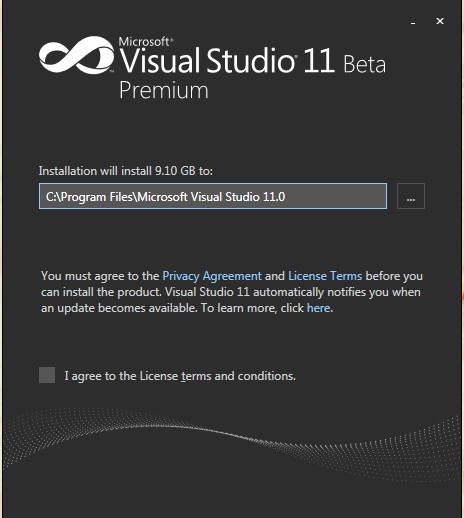 Microsoft®
Visual Studio® 11 Beta
Premium
Installation will install 9.10 GB to:
C:\Program Files\Microsoft Visual Studio 11.0
...
You must agree to the Privacy Agreement and License Terms before you
can install the product. Visual Studio 11 automatically notifies you when
an update becomes available. To learn more, click here.
I agree to the License terms and conditions.